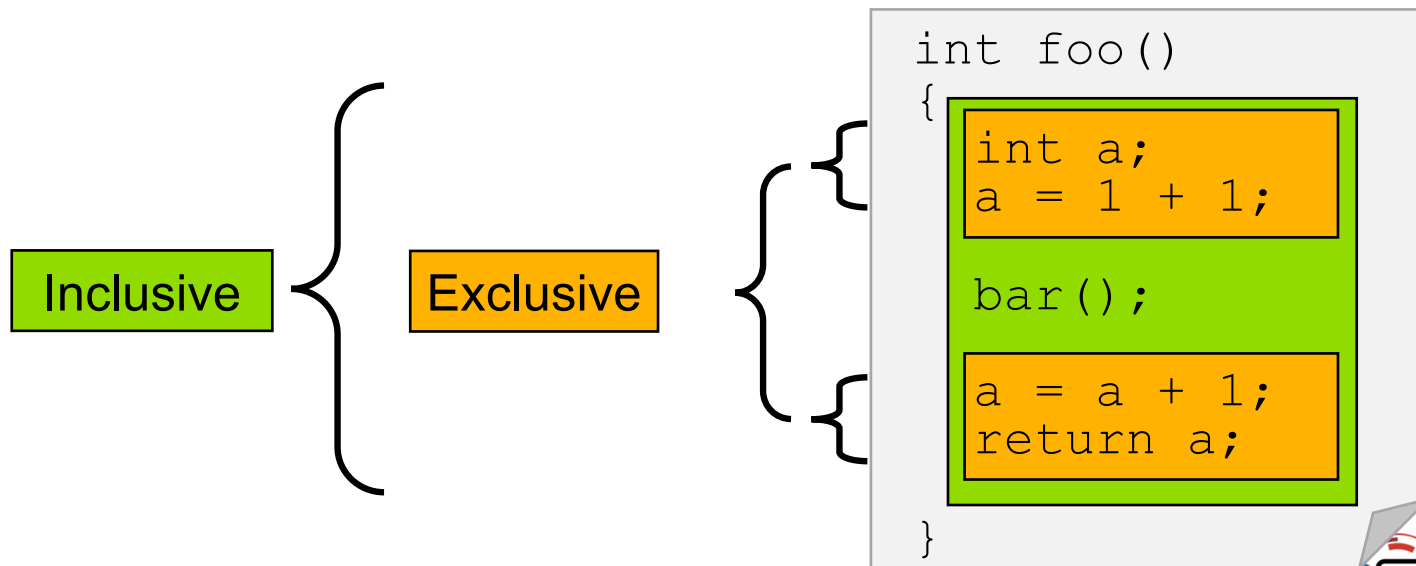 int foo()
{
int a;
a = 1 + 1;
Inclusive
Exclusive
bar();
a = a + 1;
return a;
}